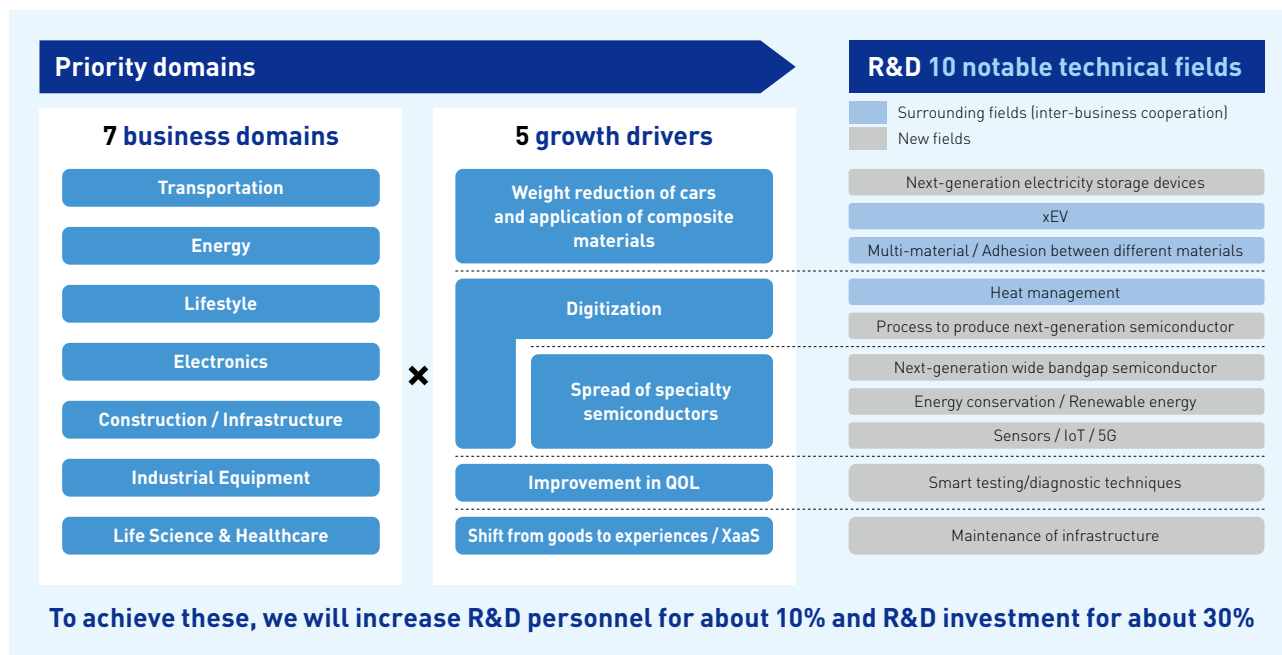 Priority domains
R&D 10 notable technical fields
7 business domains
Transportation
Energy
Lifestyle
Electronics
Construction / Infrastructure
Industrial Equipment
Life Science & Healthcare
×
5 growth drivers
Weight reduction of cars
and application of composite
materials
Digitization
Spread of specialty
semiconductors
Improvement in QOL
Shift from goods to experiences / XaaS
Surrounding fields (inter-business cooperation)
New fields
Next-generation electricity storage devices
xEV
Multi-material / Adhesion between different materials
Heat management
Process to produce next-generation semiconductor
Next-generation wide bandgap semiconductor
Energy conservation / Renewable energy
Sensors / IoT / 5G
Smart testing/diagnostic techniques
Maintenance of infrastructure
To achieve these, we will increase R&D personnel for about 10% and R&D investment for about 30%